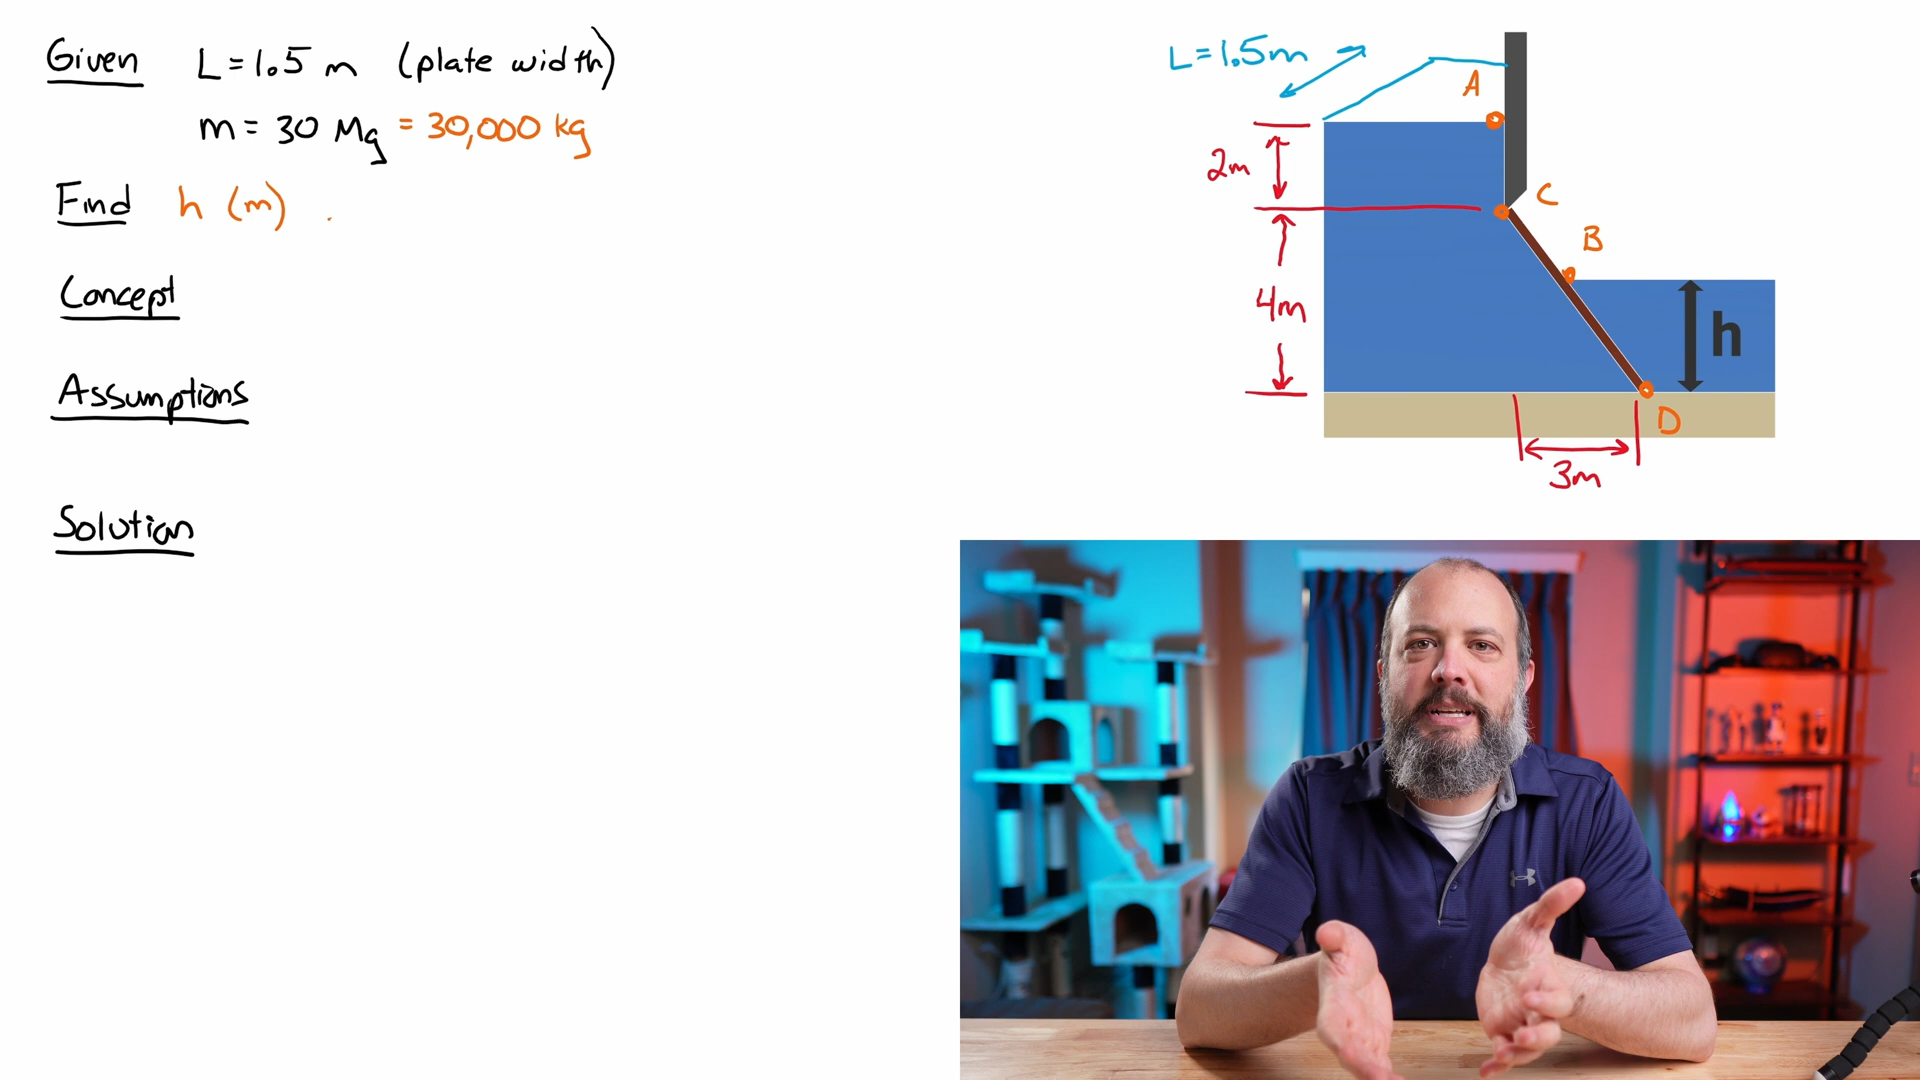 Given L = 1.5 m (plate width)
m = 30 Mg = 30,000 kg
Find h (m)
Concept
Assumptions
Solution
L = 1.5m
A
2m
C
B
4m
h
D
3m